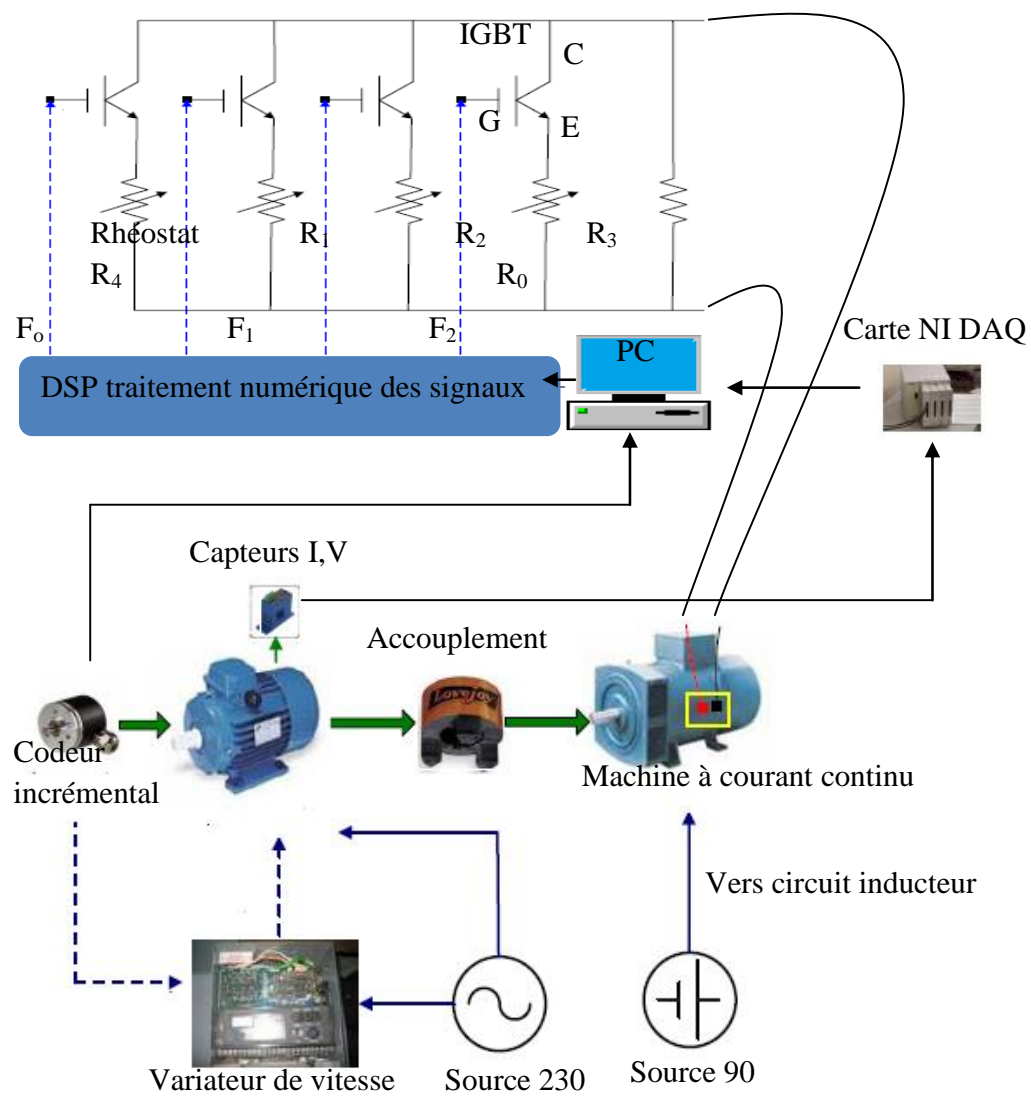 IGBT
C
G
E
Rhéostat
R1
R2
R3
R4
R0
Fo
F1
F2
Carte NI DAQ
PC
DSP traitement numérique des signaux
Capteurs I,V
Accouplement
Lovejoy
Codeur
incrémental
Machine à courant continu
Vers circuit inducteur
Variateur de vitesse
Source 230
Source 90